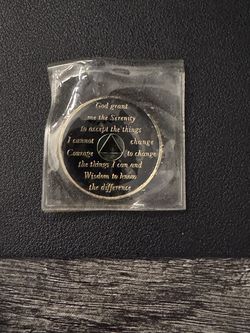 God grant
me the Serenity
to accept the things
I cannot change
Courage to change
the things I can and
Wisdom to know
the difference